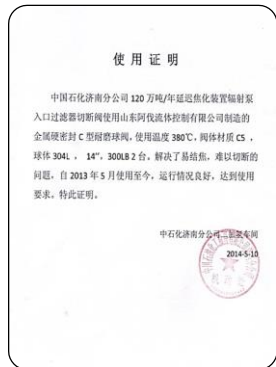 使用证明
中国石化济南分公司 120 万吨/年延迟焦化装置辐射泵
入口过滤器切断阀使用山东阿伐流体控制有限公司制造的
金属硬密封 C 型耐磨球阀，使用温度 380℃，阀体材质 C5 ，
球体 304L ， 14″，300LB 2 台。解决了易结焦，难以切断的
问题，自 2013 年 5 月使用至今，运行情况良好，达到使用
要求。特此证明。
中石化济南分公司二催化车间
2014-5-10